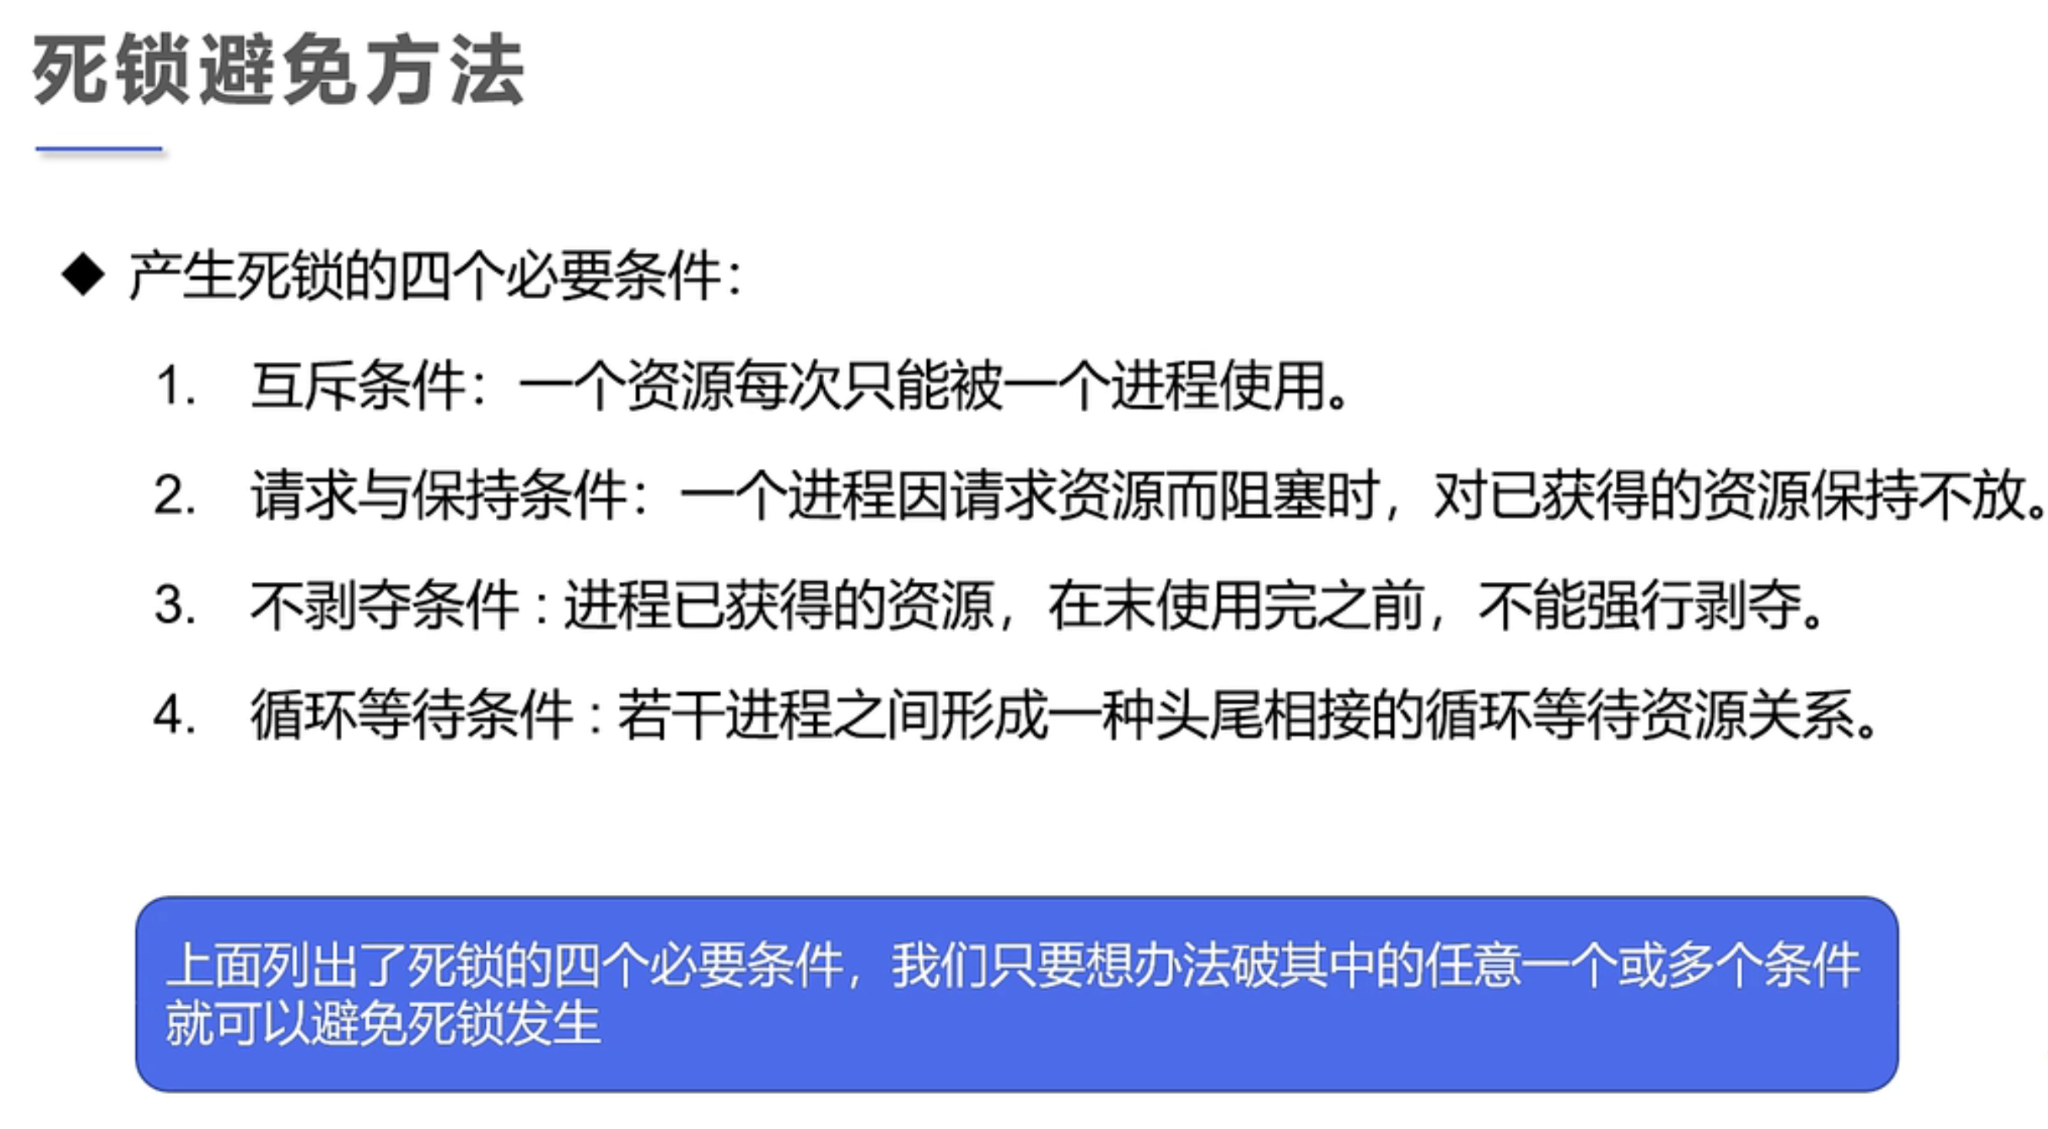 死锁避免方法
◆ 产生死锁的四个必要条件：
1. 互斥条件：一个资源每次只能被一个进程使用。
2. 请求与保持条件：一个进程因请求资源而阻塞时，对已获得的资源保持不放。
3. 不剥夺条件 : 进程已获得的资源，在末使用完之前，不能强行剥夺。
4. 循环等待条件 : 若干进程之间形成一种头尾相接的循环等待资源关系。
上面列出了死锁的四个必要条件，我们只要想办法破其中的任意一个或多个条件
就可以避免死锁发生